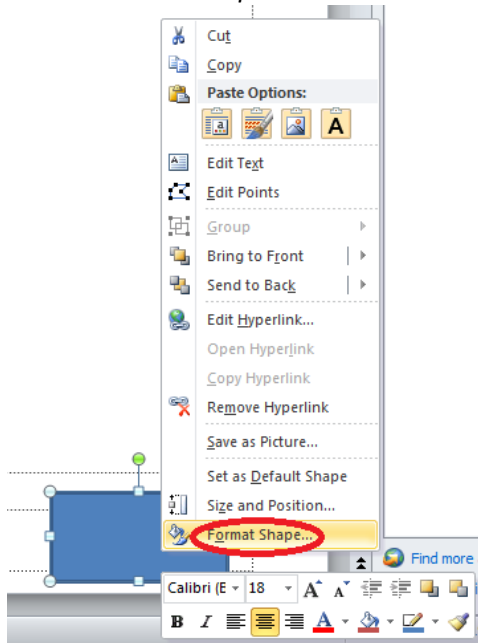 Cut
Copy
Paste Options:
a
A
Edit Text
Edit Points
Group
Bring to Front
Send to Back
Edit Hyperlink...
Open Hyperlink
Copy Hyperlink
Remove Hyperlink
Save as Picture...
Set as Default Shape
Size and Position...
Format Shape...
Find more
Calibri (E 18 A A
B I A